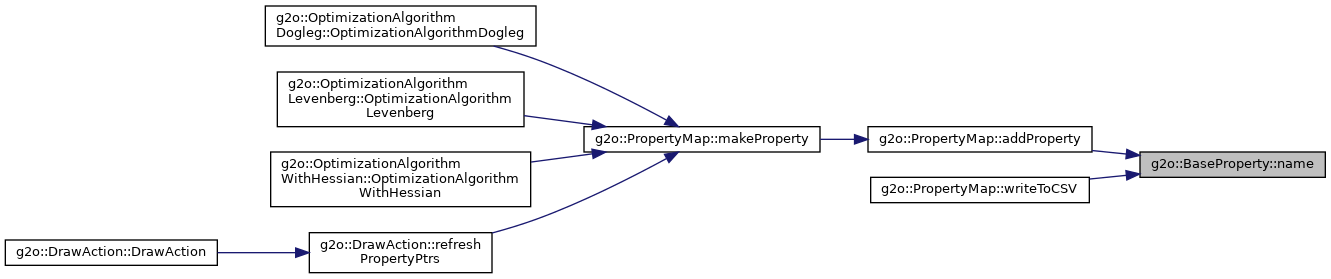 g2o::OptimizationAlgorithm
Dogleg::OptimizationAlgorithmDogleg
g2o::OptimizationAlgorithm
Levenberg::OptimizationAlgorithm
Levenberg
g2o::PropertyMap::makeProperty
g2o::PropertyMap::addProperty
g2o::BaseProperty::name
g2o::OptimizationAlgorithm
WithHessian::OptimizationAlgorithm
WithHessian
g2o::PropertyMap::writeToCSV
g2o::DrawAction::DrawAction
g2o::DrawAction::refresh
PropertyPtrs